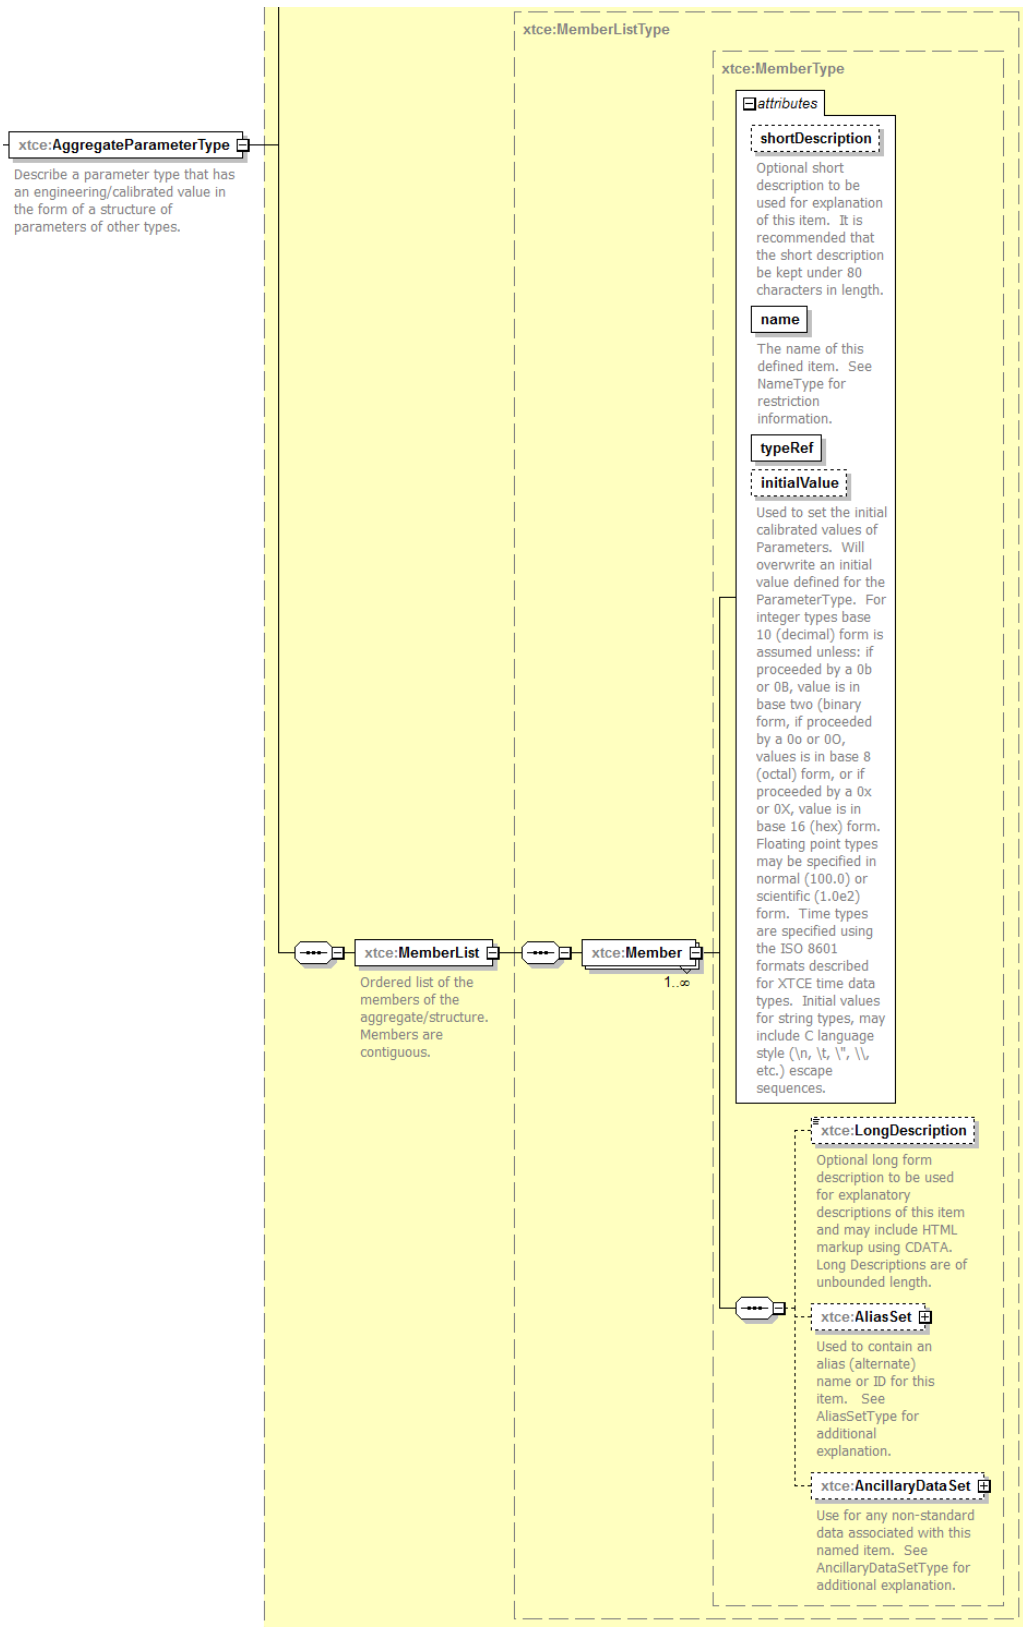 xtce:MemberListType
xtce:MemberType
attributes
xtce:AggregateParameterType
Describe a parameter type that has
an engineering/calibrated value in
the form of a structure of
parameters of other types.
shortDescription
Optional short
description to be
used for explanation
of this item.  It is
recommended that
the short description
be kept under 80
characters in length.
name
The name of this
defined item.  See
NameType for
restriction
information.
typeRef
initialValue
Used to set the initial
calibrated values of
Parameters.  Will
overwrite an initial
value defined for the
ParameterType.  For
integer types base
10 (decimal) form is
assumed unless: if
proceeded by a 0b
or 0B, value is in
base two (binary
form, if proceeded
by a 0o or 0O,
values is in base 8
(octal) form, or if
proceeded by a 0x
or 0X, value is in
base 16 (hex) form.
Floating point types
may be specified in
normal (100.0) or
scientific (1.0e2)
form.  Time types
are specified using
the ISO 8601
formats described
for XTCE time data
types.  Initial values
for string types, may
include C language
style (\n, \t, \", \\,
etc.) escape
sequences.
xtce:MemberList
Ordered list of the
members of the
aggregate/structure.
Members are
contiguous.
xtce:Member
1..∞
xtce:LongDescription
Optional long form
description to be used
for explanatory
descriptions of this item
and may include HTML
markup using CDATA.
Long Descriptions are of
unbounded length.
xtce:AliasSet
Used to contain an
alias (alternate)
name or ID for this
item.   See
AliasSetType for
additional
explanation.
xtce:AncillaryDataSet
Use for any non-standard
data associated with this
named item.  See
AncillaryDataSetType for
additional explanation.